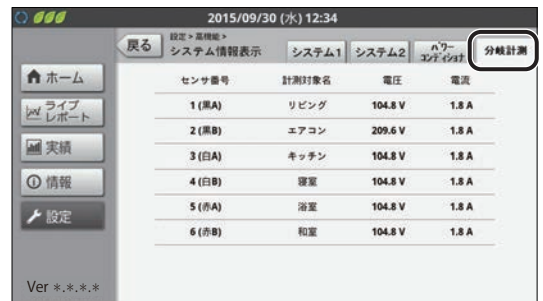 2015/09/30 (水) 12:34
戻る
設定 > 高機能 >
システム情報表示
システム1
システム2
パワーコンディショナ
分岐計測
ホーム
ライブレポート
実績
情報
設定
Ver *.*.*.*
センサ番号 計測対象名 電圧 電流
1 (黒A) リビング 104.8 V 1.8 A
2 (黒B) エアコン 209.6 V 1.8 A
3 (白A) キッチン 104.8 V 1.8 A
4 (白B) 寝室 104.8 V 1.8 A
5 (赤A) 浴室 104.8 V 1.8 A
6 (赤B) 和室 104.8 V 1.8 A